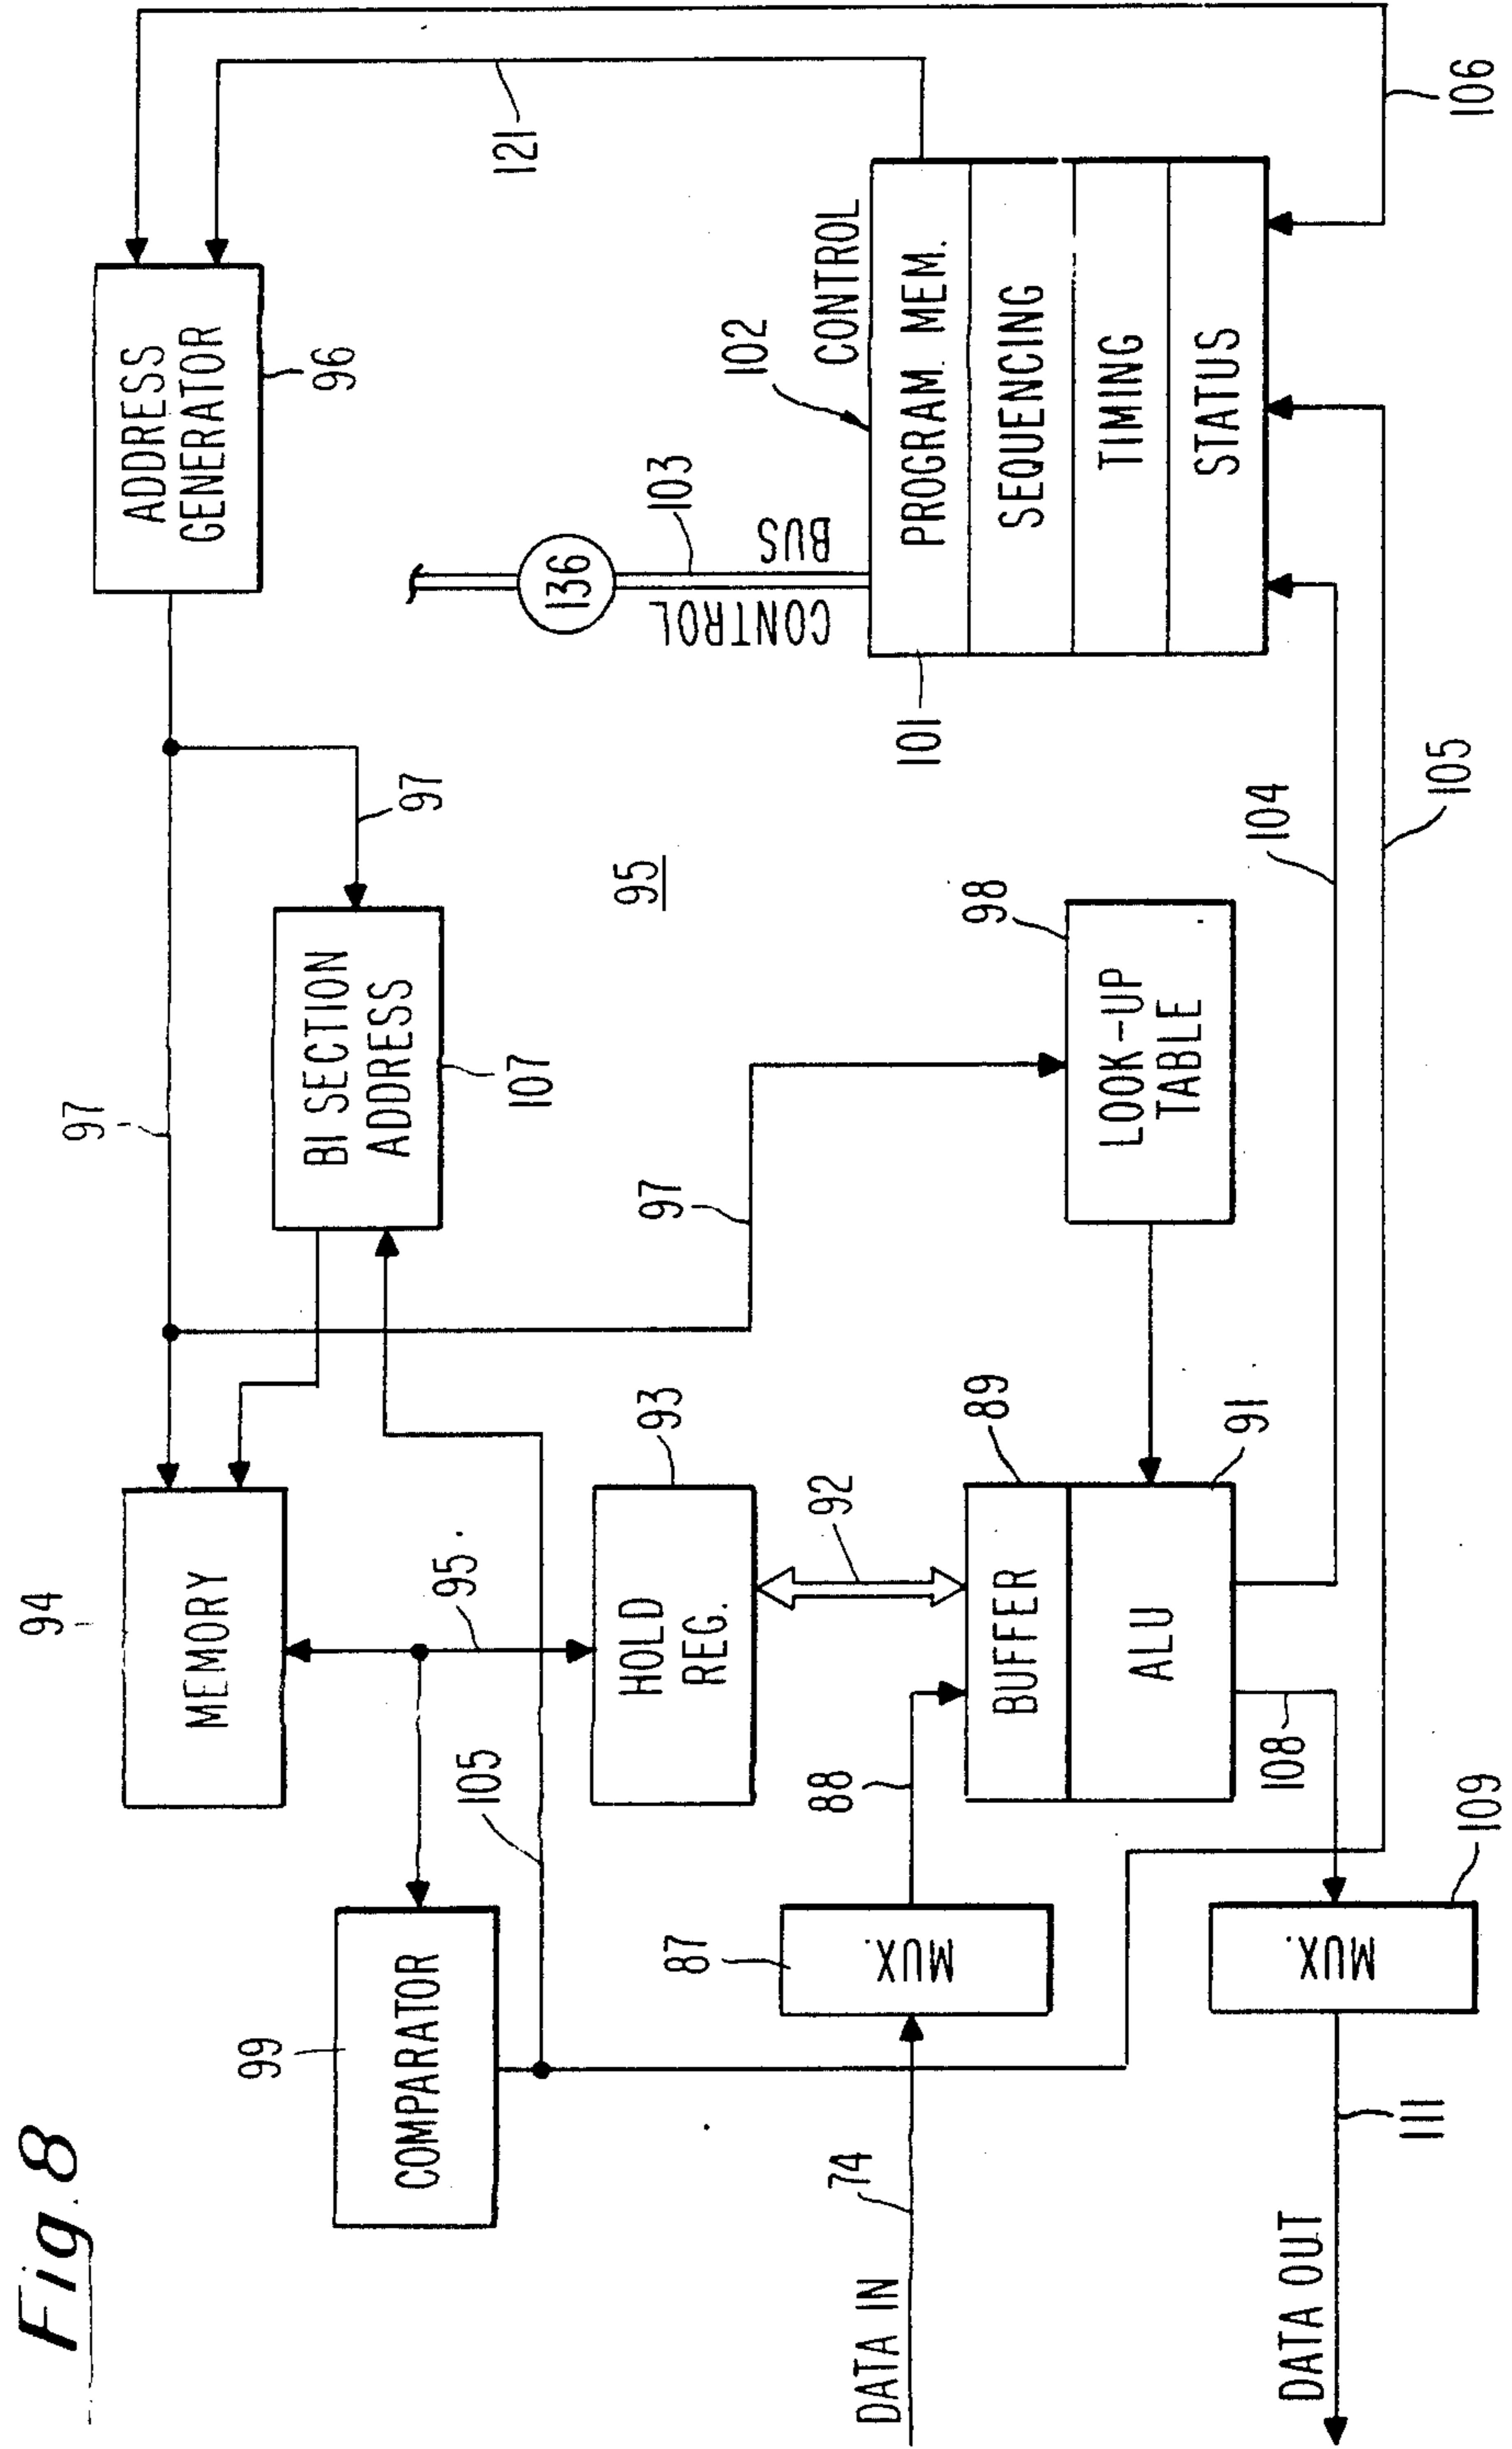 Fig. 8
94
MEMORY
97
ADDRESS
GENERATOR
96
BI SECTION
ADDRESS
107
97
121
99
COMPARATOR
95
105
HOLD
REG.
93
97
95
136
CONTROL
BUS
103
102
CONTROL
101
PROGRAM. MEM.
SEQUENCING
TIMING
STATUS
106
DATA IN
74
87
MUX.
88
92
89
BUFFER
ALU
91
98
LOOK-UP
TABLE
104
105
108
MUX.
109
DATA OUT
111